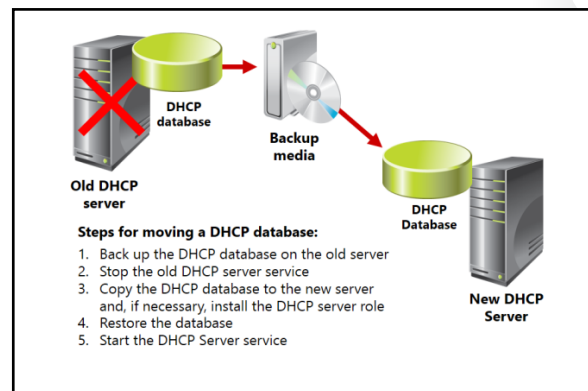 DHCP
database
Backup
media
Old DHCP
server
DHCP
Database
New DHCP
Server
Steps for moving a DHCP database:
1. Back up the DHCP database on the old server
2. Stop the old DHCP server service
3. Copy the DHCP database to the new server
and, if necessary, install the DHCP server role
4. Restore the database
5. Start the DHCP Server service